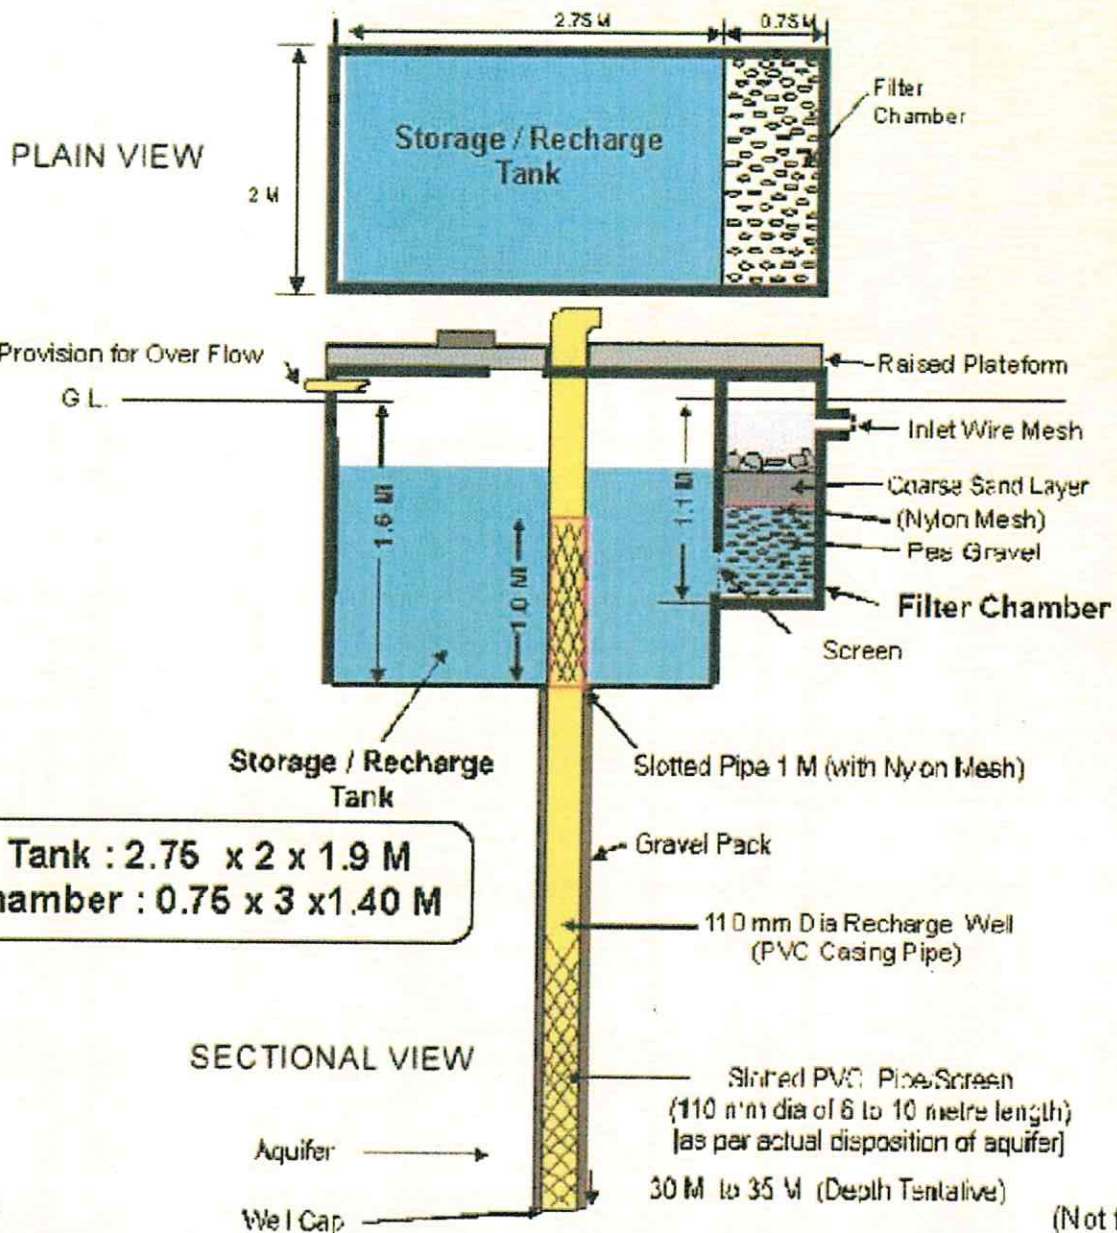 2.75 M
0.75 M
Filter
Chamber
PLAIN VIEW
Storage / Recharge
Tank
2 M
Provision for Over Flow
Raised Plateform
G.L.
Inlet Wire Mesh
Coarse Sand Layer
(Nylon Mesh)
Pea Gravel
1.6 M
1.1 M
1.0 M
Filter Chamber
Screen
Storage / Recharge
Tank
Slotted Pipe 1 M (with Nylon Mesh)
Tank : 2.75 x 2 x 1.9 M
hamber : 0.75 x 3 x1.40 M
Gravel Pack
110 mm Dia Recharge Well
(PVC Casing Pipe)
SECTIONAL VIEW
Slotted PVC Pipe/Screen
(110 mm dia of 6 to 10 metre length)
[as par actual disposition of aquifer]
Aquifer
30 M to 35 M (Depth Tentative)
Well Cap
(Not t